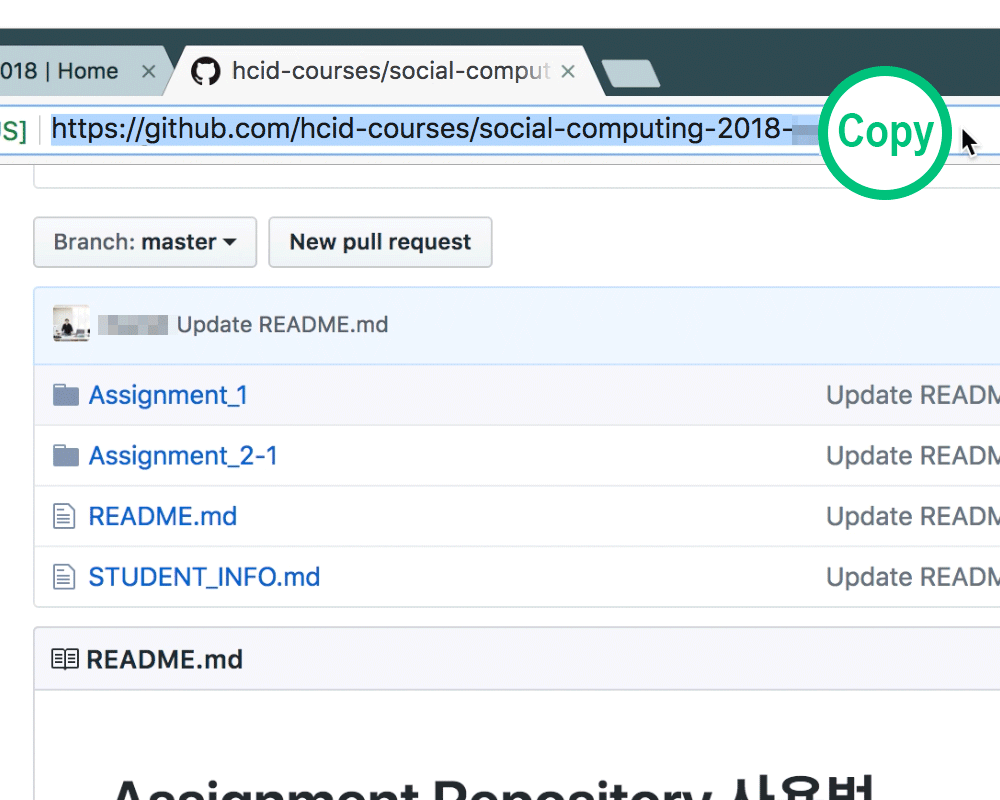 018 | Home
hcid-courses/social-comput
S] https://github.com/hcid-courses/social-computing-2018-
Copy
Branch: master
New pull request
Update README.md
Assignment_1 Update READM
Assignment_2-1 Update READM
README.md Update READM
STUDENT_INFO.md Update READM
README.md
Assignment Repository 사용법